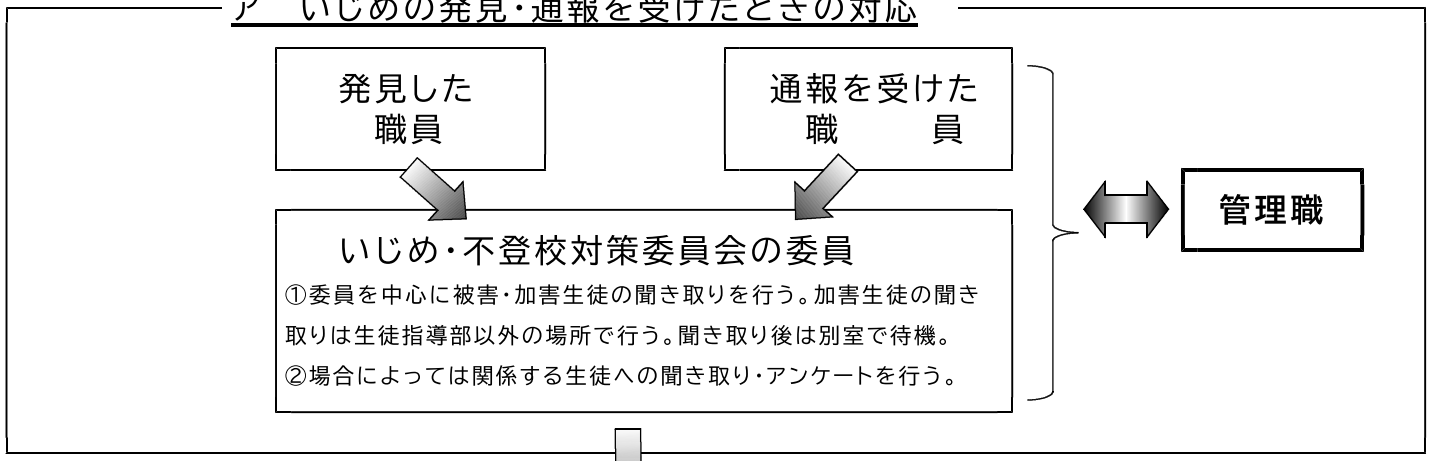 ア　いじめの発見・通報を受けたときの対応
発見した
職員
通報を受けた
職　　員
管理職
いじめ・不登校対策委員会の委員
①委員を中心に被害・加害生徒の聞き取りを行う。加害生徒の聞き
取りは生徒指導部以外の場所で行う。聞き取り後は別室で待機。
②場合によっては関係する生徒への聞き取り・アンケートを行う。